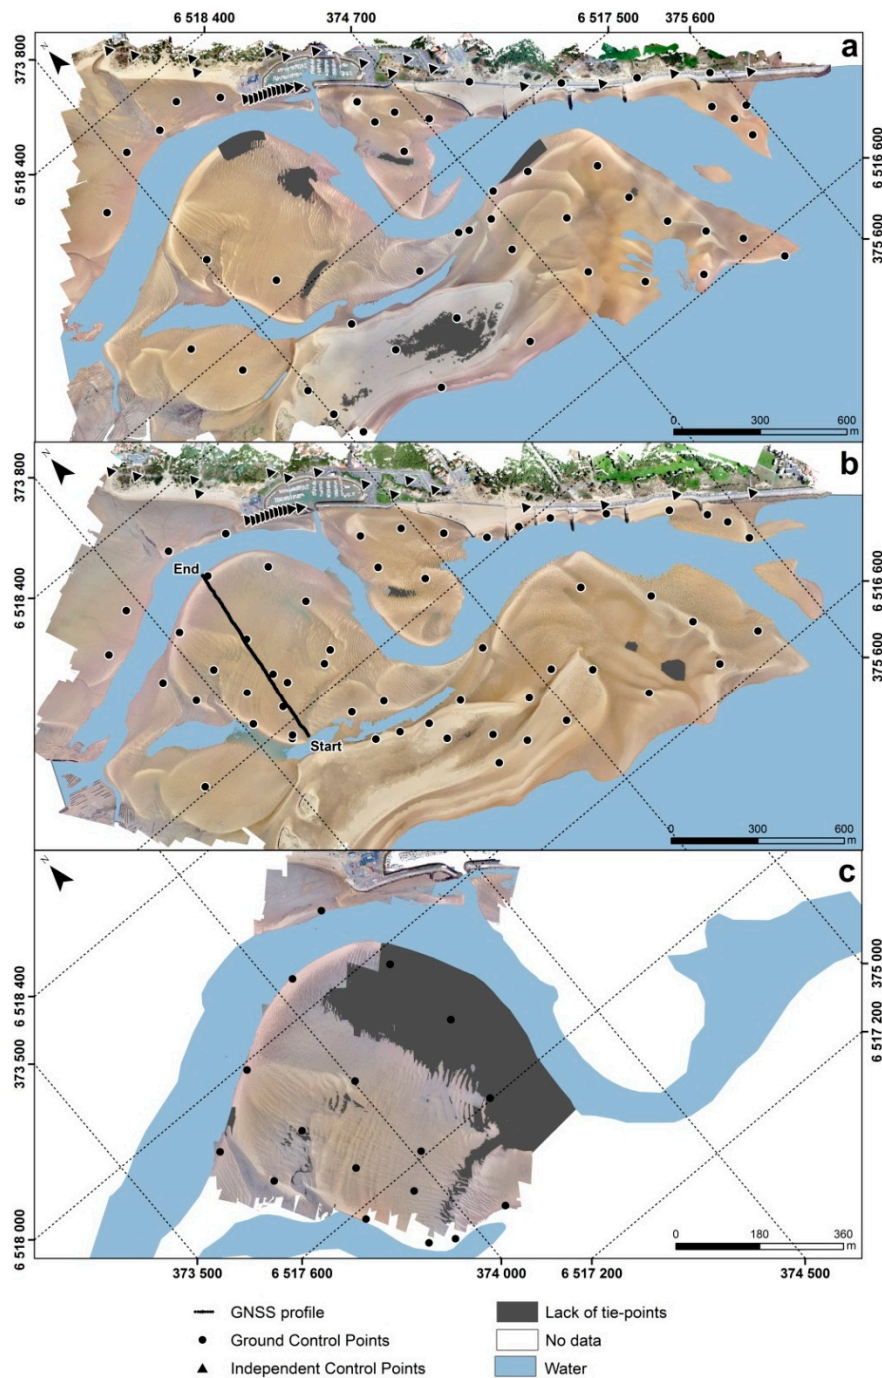 6 518 400
374 700
6 517 500
375 600
373 800
N
a
6 518 400
6 516 600
375 600
0 300 600
m
373 800
N
b
End
6 518 400
6 516 600
375 600
Start
0 300 600
m
N
c
6 518 400
375 000
373 500
6 517 200
6 518 000
0 180 360
m
373 500
6 517 600
374 000
6 517 200
374 500
GNSS profile
Lack of tie-points
Ground Control Points
No data
Independent Control Points
Water